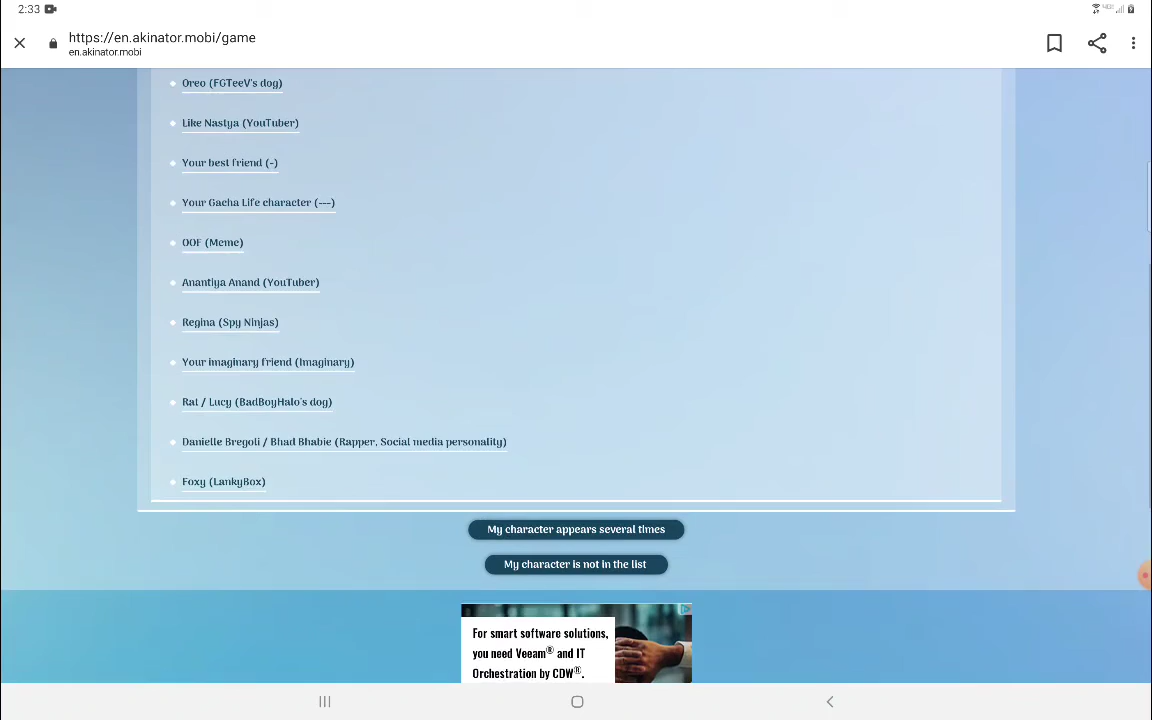 2:33
https://en.akinator.mobi/game
en.akinator.mobi
Oreo (FGTeeV's dog)
Like Nastya (YouTuber)
Your best friend (-)
Your Gacha Life character (---)
OOF (Meme)
Anantiya Anand (YouTuber)
Regina (Spy Ninjas)
Your imaginary friend (Imaginary)
Rat / Lucy (BadBoyHalo's dog)
Danielle Bregoli / Bhad Bhabie (Rapper, Social media personality)
Foxy (LankyBox)
My character appears several times
My character is not in the list
For smart software solutions,
you need Veeam® and IT
Orchestration by CDW®.